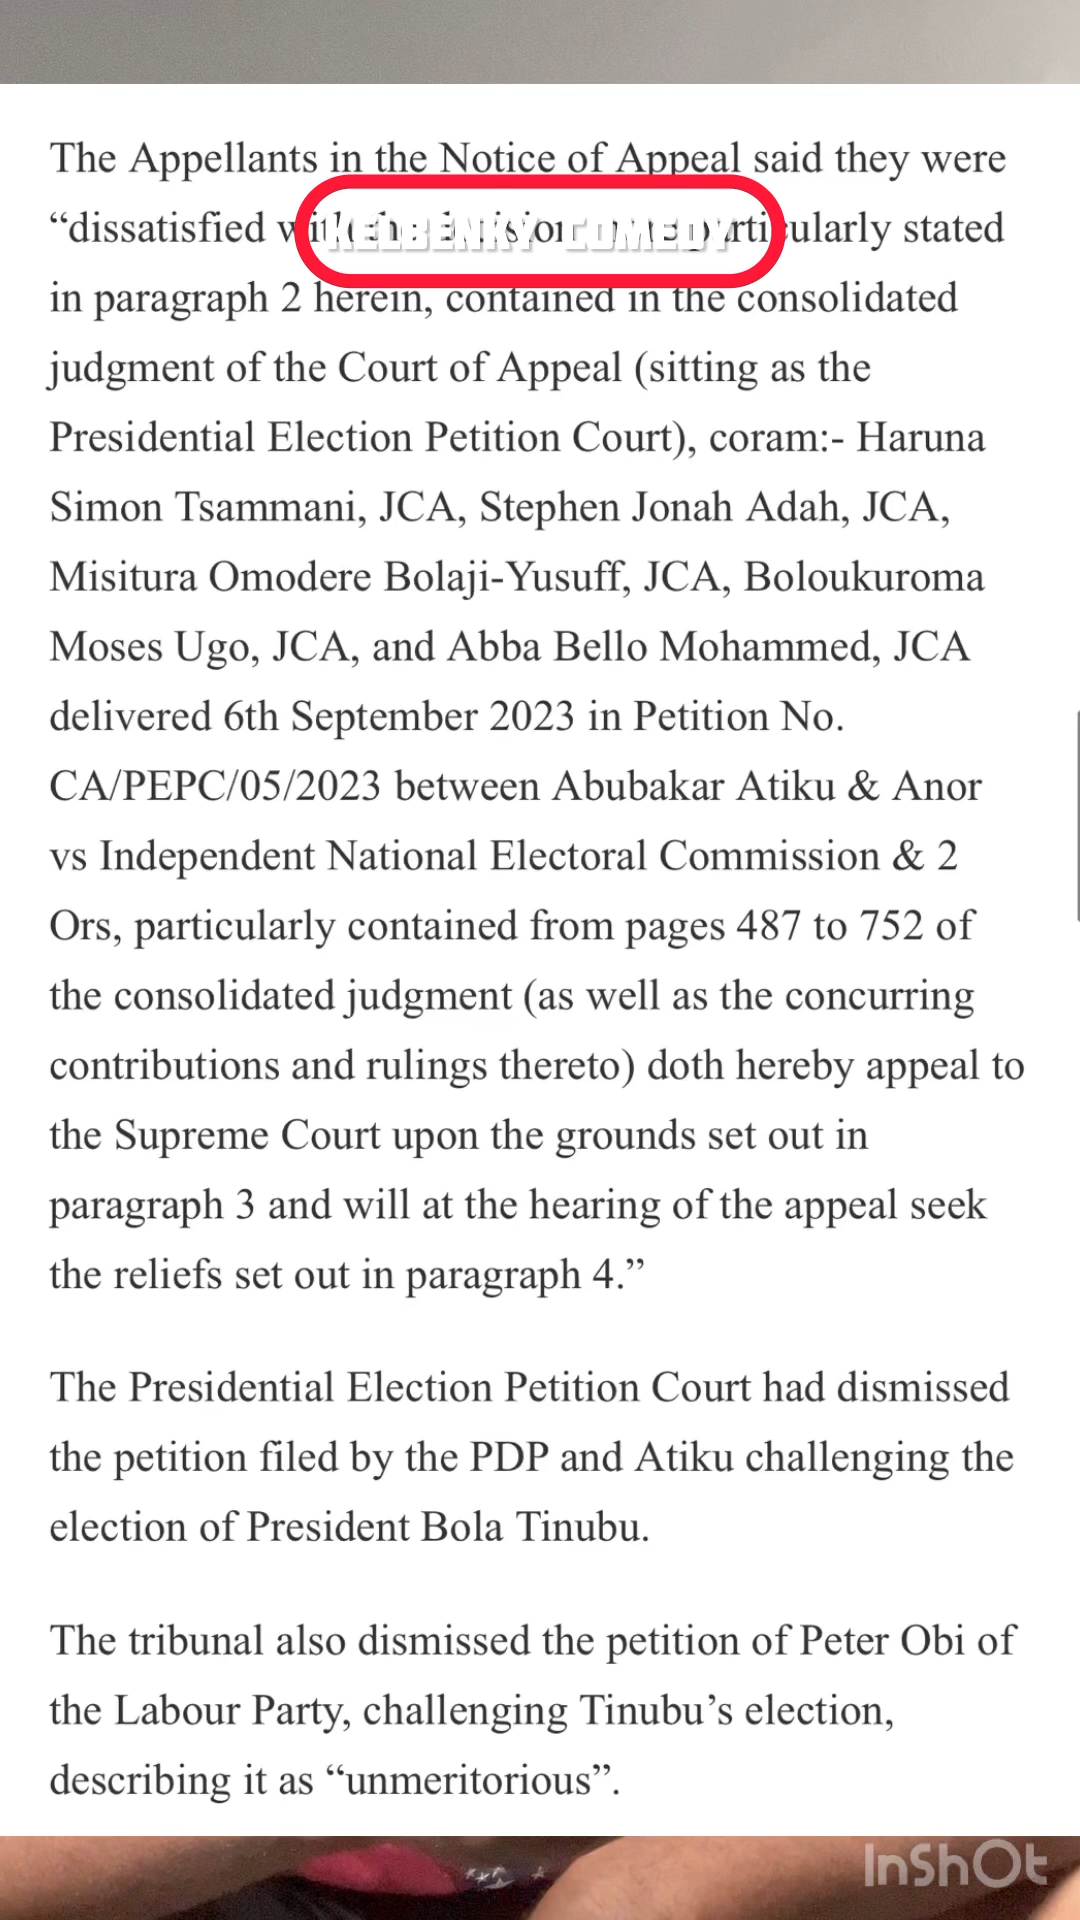 The Appellants in the Notice of Appeal said they were
“dissatisfied with the decision particularly stated
KELBENKY COMEDY
in paragraph 2 herein, contained in the consolidated
judgment of the Court of Appeal (sitting as the
Presidential Election Petition Court), coram:- Haruna
Simon Tsammani, JCA, Stephen Jonah Adah, JCA,
Misitura Omodere Bolaji-Yusuff, JCA, Boloukuroma
Moses Ugo, JCA, and Abba Bello Mohammed, JCA
delivered 6th September 2023 in Petition No.
CA/PEPC/05/2023 between Abubakar Atiku & Anor
vs Independent National Electoral Commission & 2
Ors, particularly contained from pages 487 to 752 of
the consolidated judgment (as well as the concurring
contributions and rulings thereto) doth hereby appeal to
the Supreme Court upon the grounds set out in
paragraph 3 and will at the hearing of the appeal seek
the reliefs set out in paragraph 4.”
The Presidential Election Petition Court had dismissed
the petition filed by the PDP and Atiku challenging the
election of President Bola Tinubu.
The tribunal also dismissed the petition of Peter Obi of
the Labour Party, challenging Tinubu’s election,
describing it as “unmeritorious”.
InShOt